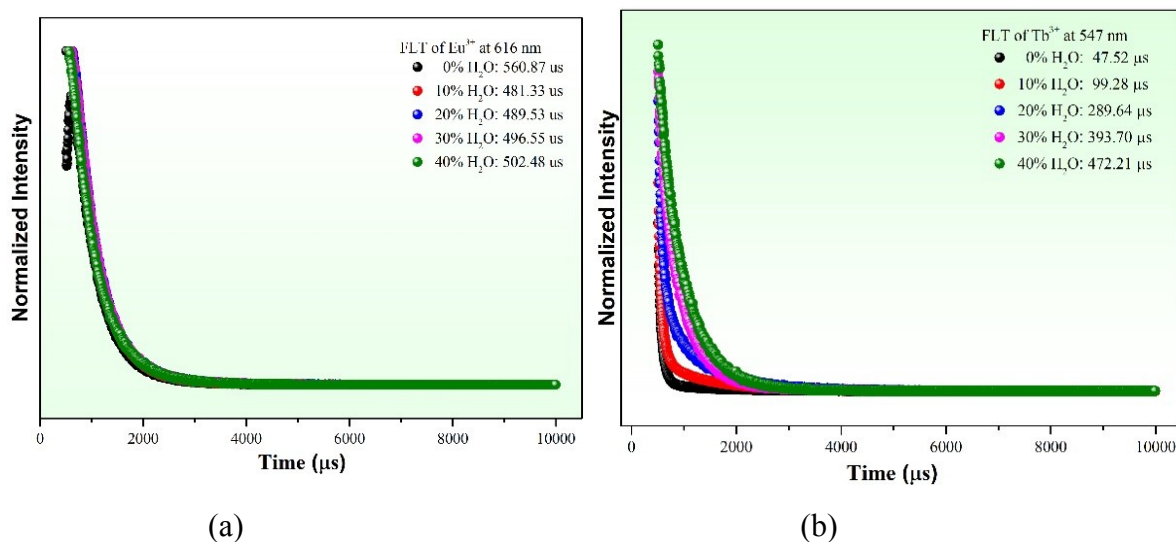 FLT of Eu³⁺ at 616 nm
0% H₂O: 560.87 us
10% H₂O: 481.33 us
20% H₂O: 489.53 us
30% H₂O: 496.55 us
40% H₂O: 502.48 us
Normalized Intensity
0 2000 4000 6000 8000 10000
Time (μs)
(a)
FLT of Tb³⁺ at 547 nm
0% H₂O: 47.52 μs
10% H₂O: 99.28 μs
20% H₂O: 289.64 μs
30% H₂O: 393.70 μs
40% H₂O: 472.21 μs
Normalized Intensity
0 2000 4000 6000 8000 10000
Time (μs)
(b)